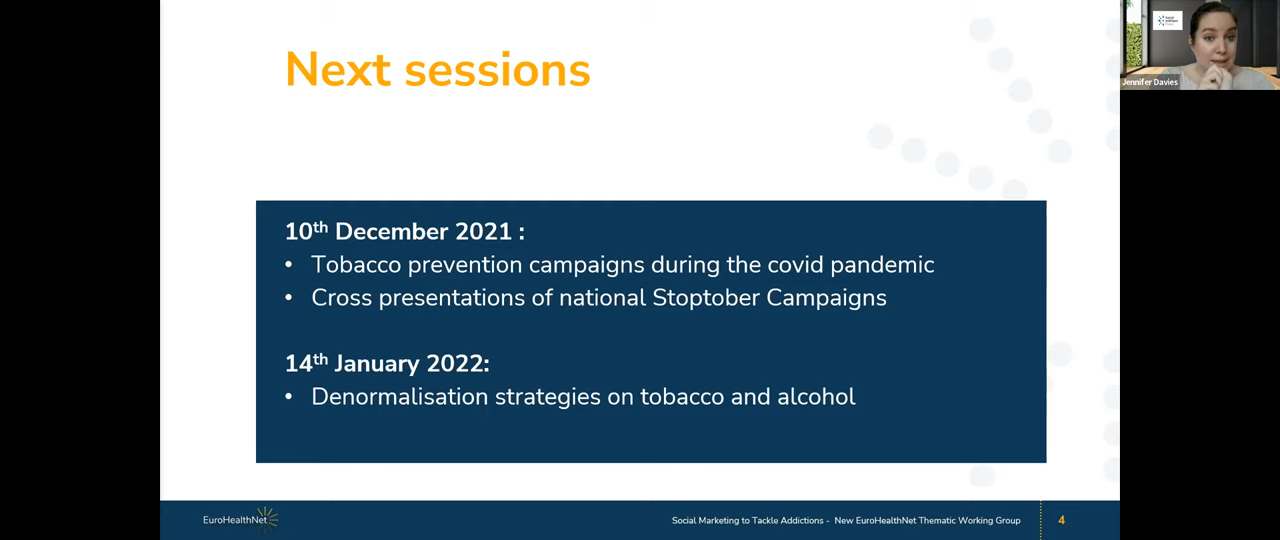 Next sessions
10th December 2021 :
• Tobacco prevention campaigns during the covid pandemic
• Cross presentations of national Stoptober Campaigns
14th January 2022:
• Denormalisation strategies on tobacco and alcohol
EuroHealthNet
Social Marketing to Tackle Addictions - New EuroHealthNet Thematic Working Group
4
Jennifer Davies